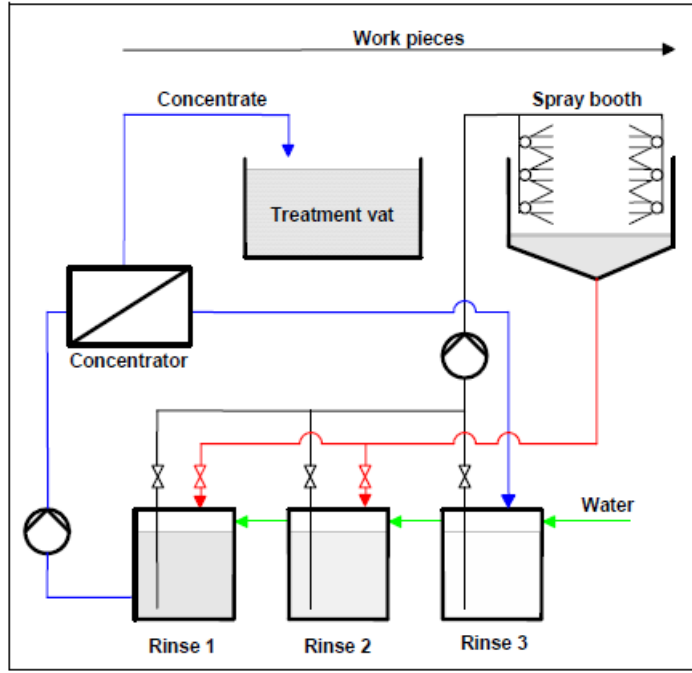 Work pieces
Concentrate
Spray booth
Treatment vat
Concentrator
Water
Rinse 1
Rinse 2
Rinse 3